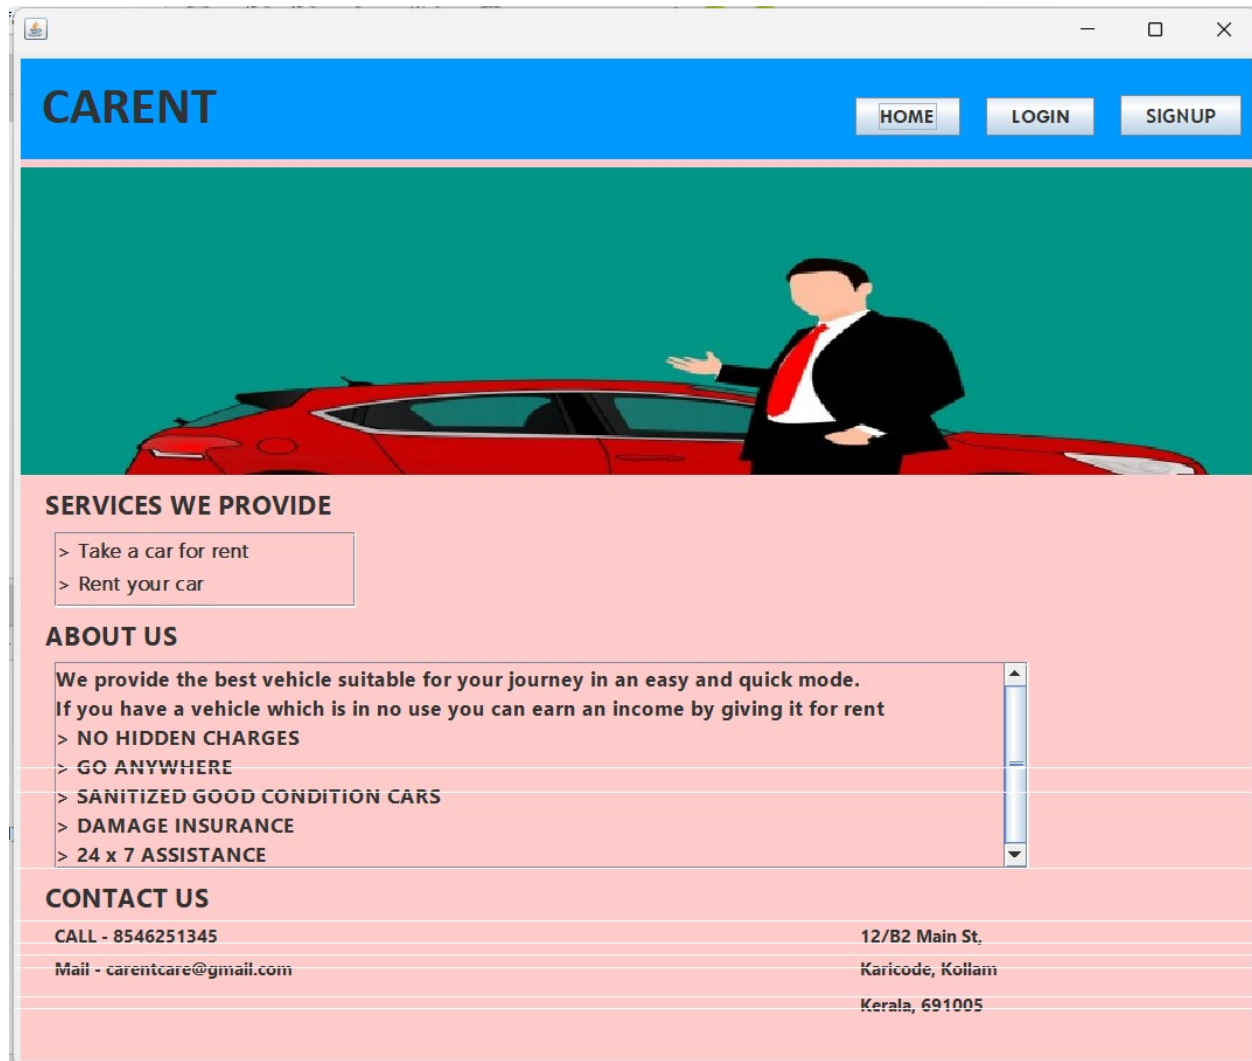 CARENT
HOME LOGIN SIGNUP
SERVICES WE PROVIDE
> Take a car for rent
> Rent your car
ABOUT US
We provide the best vehicle suitable for your journey in an easy and quick mode.
If you have a vehicle which is in no use you can earn an income by giving it for rent
> NO HIDDEN CHARGES
> GO ANYWHERE
> SANITIZED GOOD CONDITION CARS
> DAMAGE INSURANCE
> 24 x 7 ASSISTANCE
CONTACT US
CALL - 8546251345
12/B2 Main St,
Mail - carentcare@gmail.com
Karicode, Kollam
Kerala, 691005